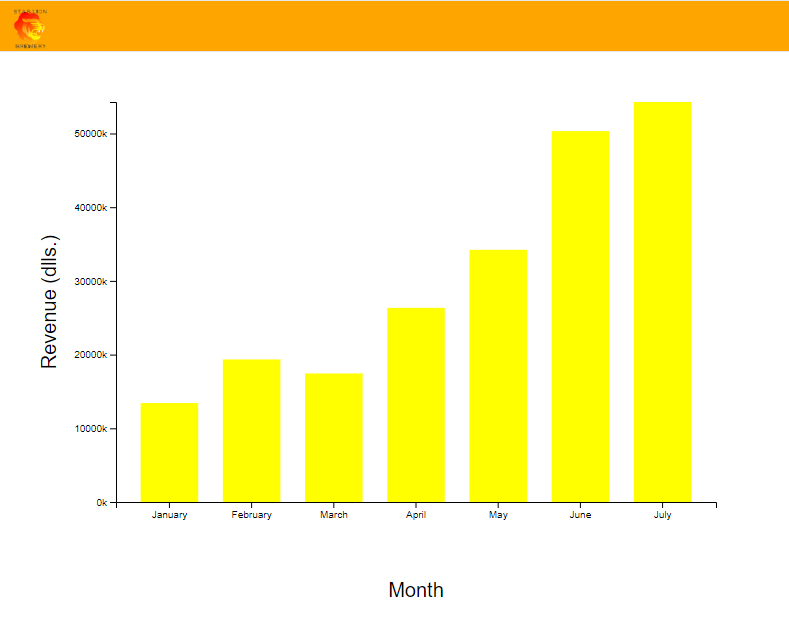 50000k
40000k
30000k
20000k
10000k
0k
Revenue (dlls.)
January February March April May June July
Month